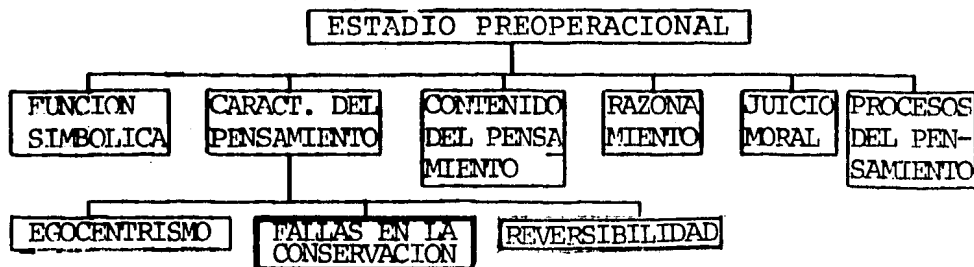 ESTADIO PREOPERACIONAL
FUNCION
SIMBOLICA
CARACT. DEL
PENSAMIENTO
CONTENIDO
DEL PENSA
MIENTO
RAZONA
MIENTO
JUICIO
MORAL
PROCESOS
DEL PEN-
SAMIENTO
EGOCENTRISMO
FALLAS EN LA
CONSERVACION
REVERSIBILIDAD